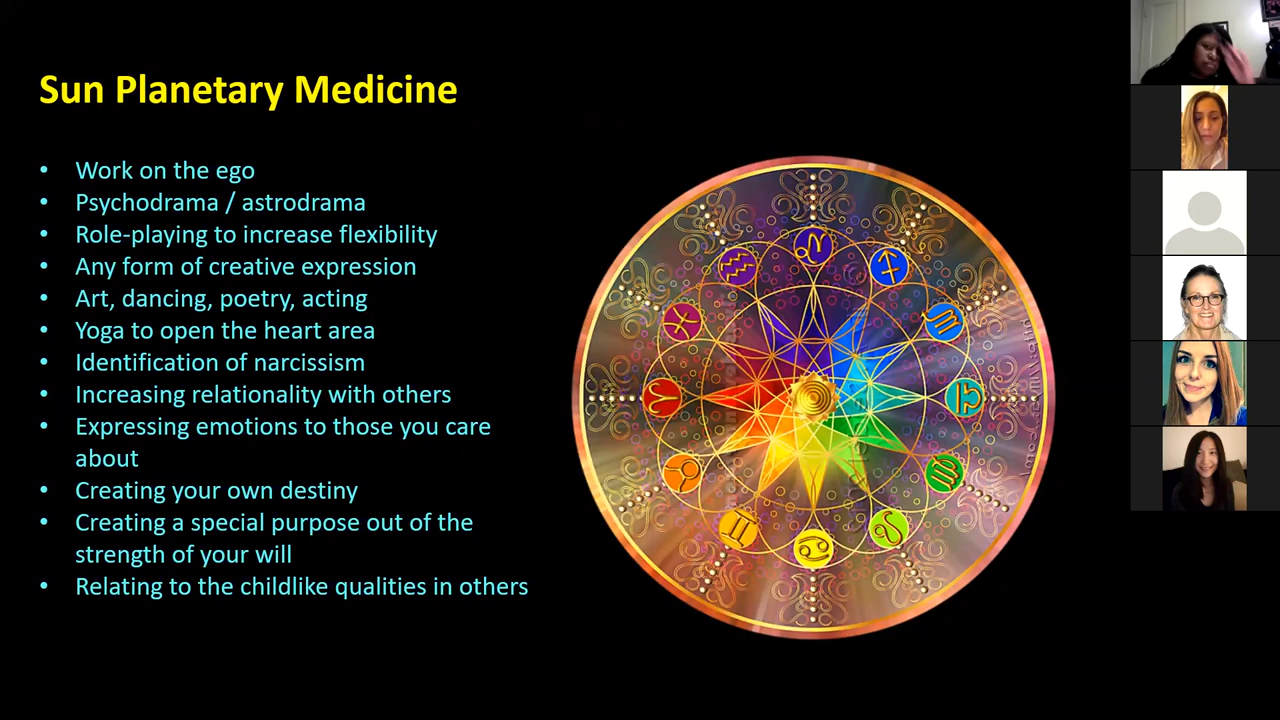 Sun Planetary Medicine
• Work on the ego
• Psychodrama / astrodrama
• Role-playing to increase flexibility
• Any form of creative expression
• Art, dancing, poetry, acting
• Yoga to open the heart area
• Identification of narcissism
• Increasing relationality with others
• Expressing emotions to those you care
about
• Creating your own destiny
• Creating a special purpose out of the
strength of your will
• Relating to the childlike qualities in others